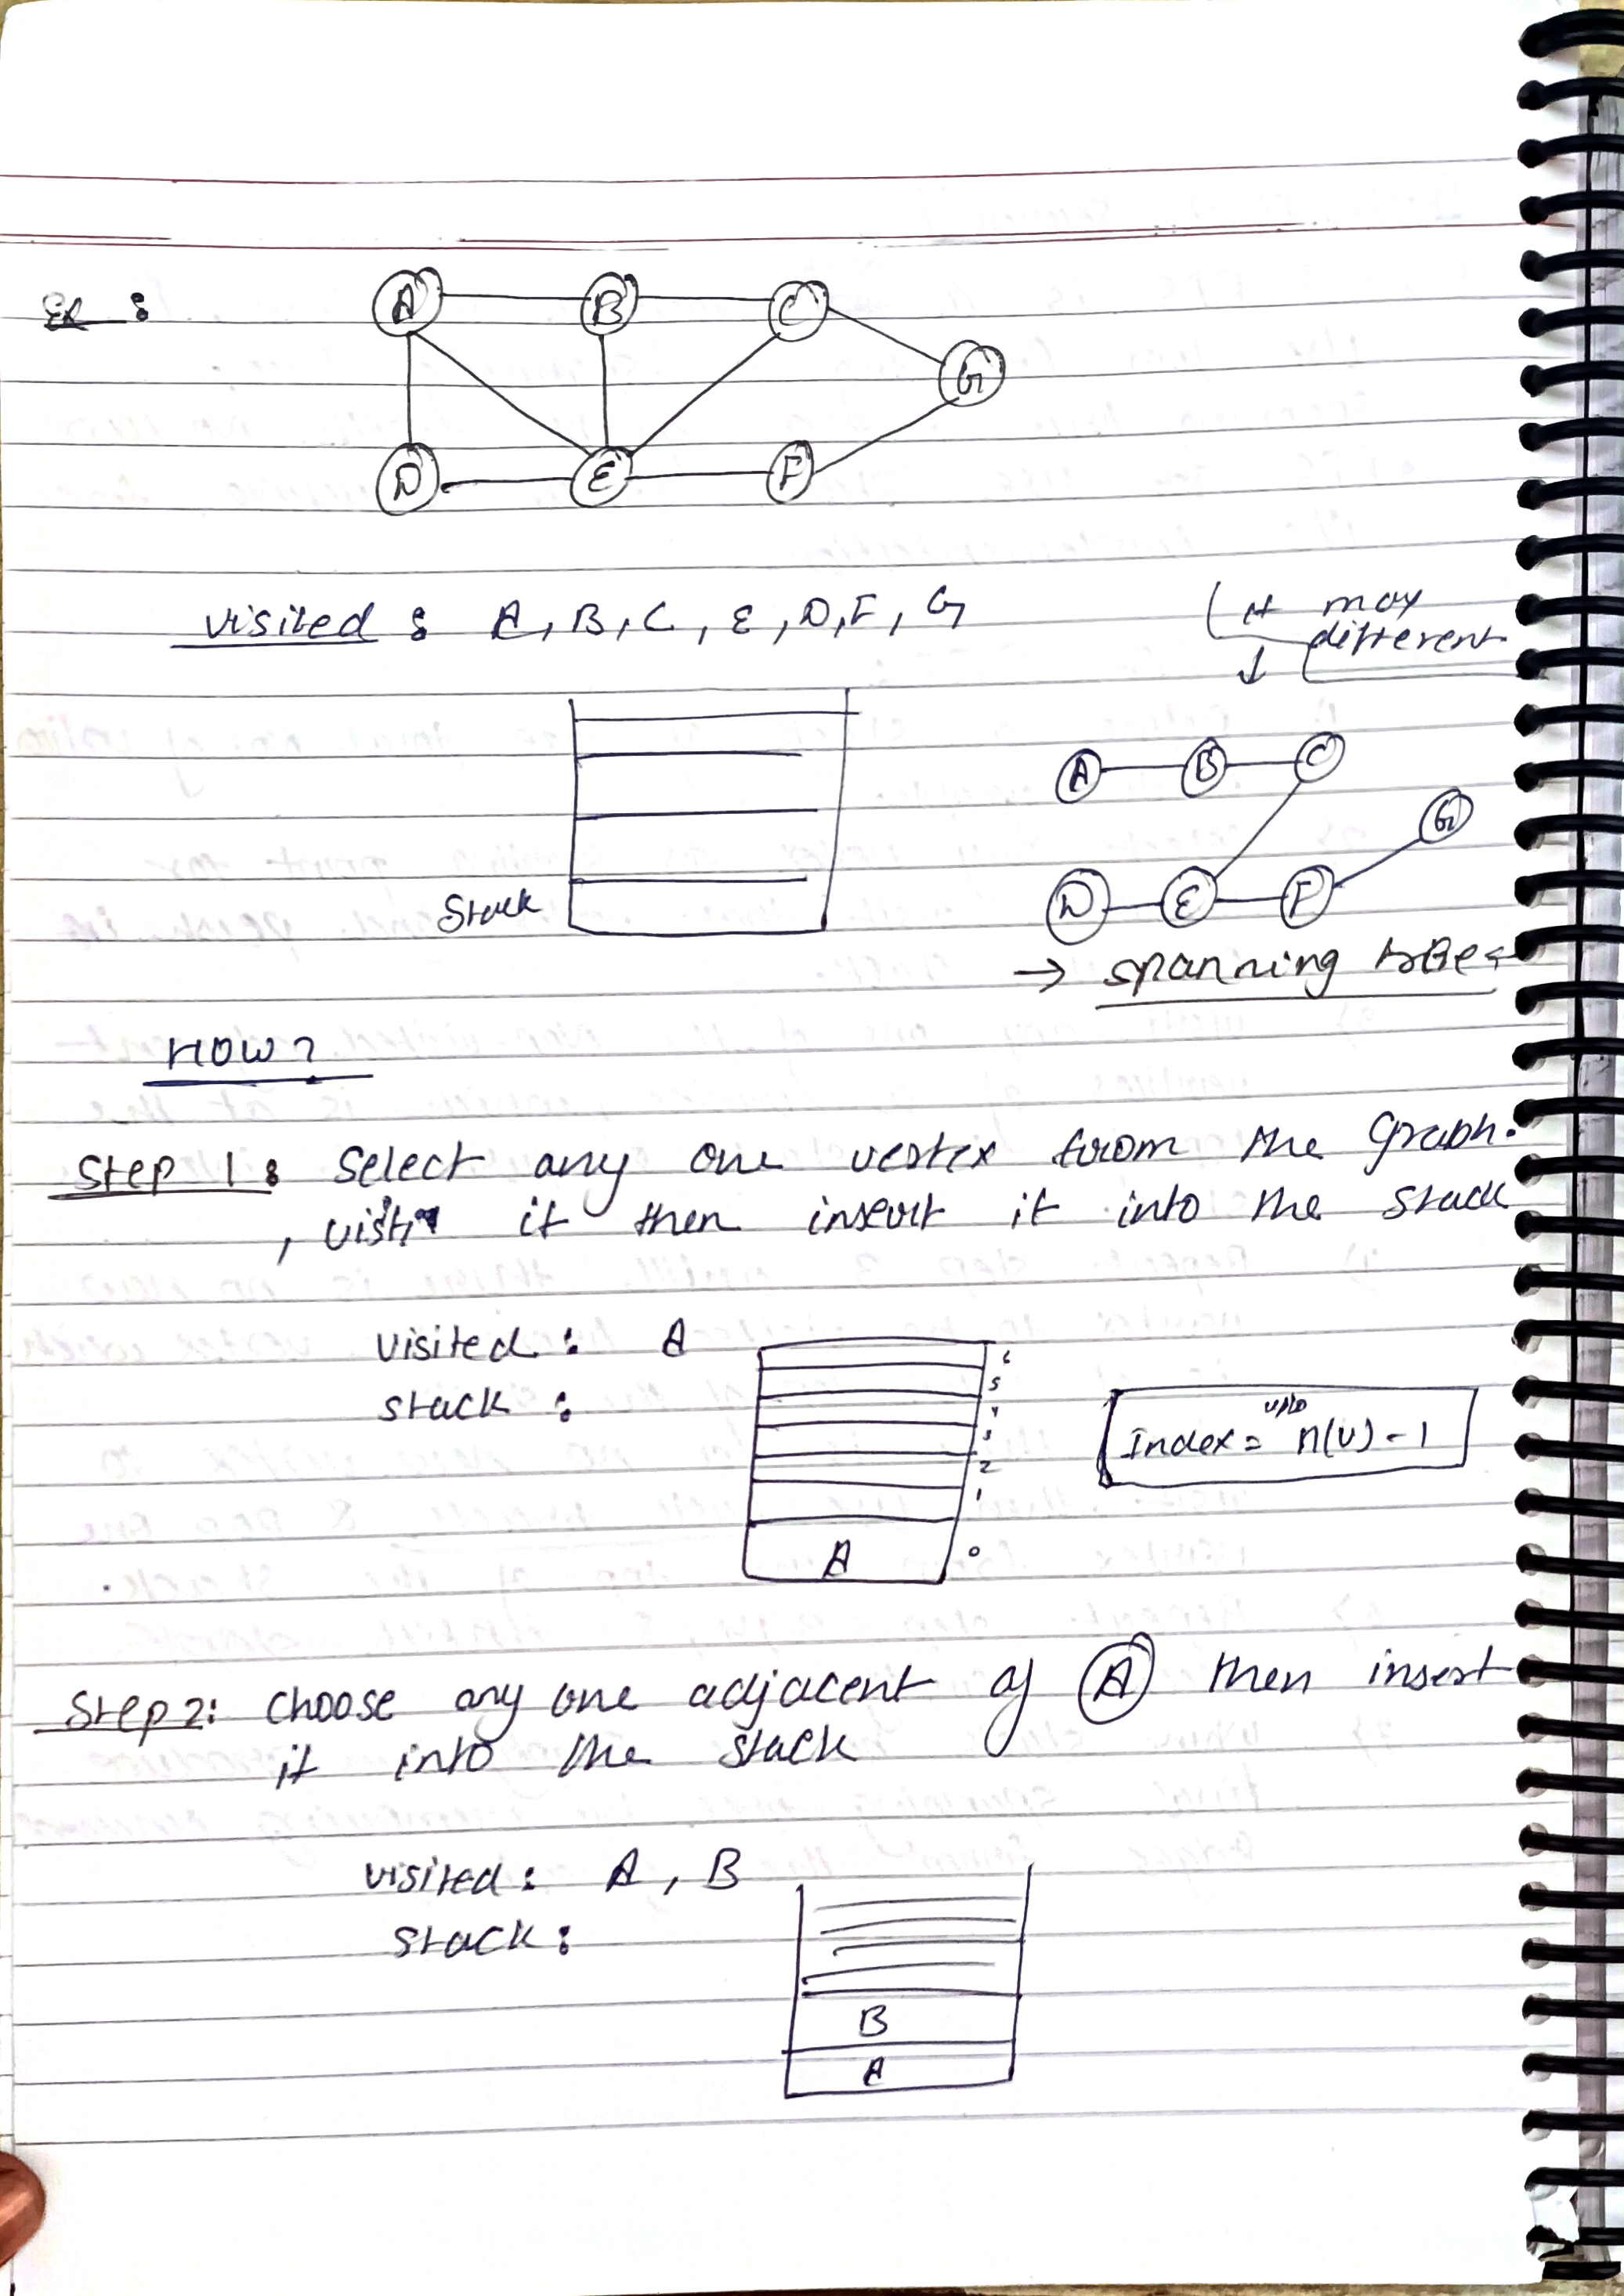 Ex :
A B C
G
D E F
visited : A, B, C, E, D, F, G
it may
different
A B C
G
D E F
Stack
→ spanning tree
HOW?
Step 1: Select any one vertex from the Graph.
, visit it then insert it into the stack
visited : A
stack :
6
5
4
3
2
1
A 0
upto
Index = n(V) - 1
Step 2: choose any one adjacent of A then insert
it into the stack
visited : A, B
stack :
B
A